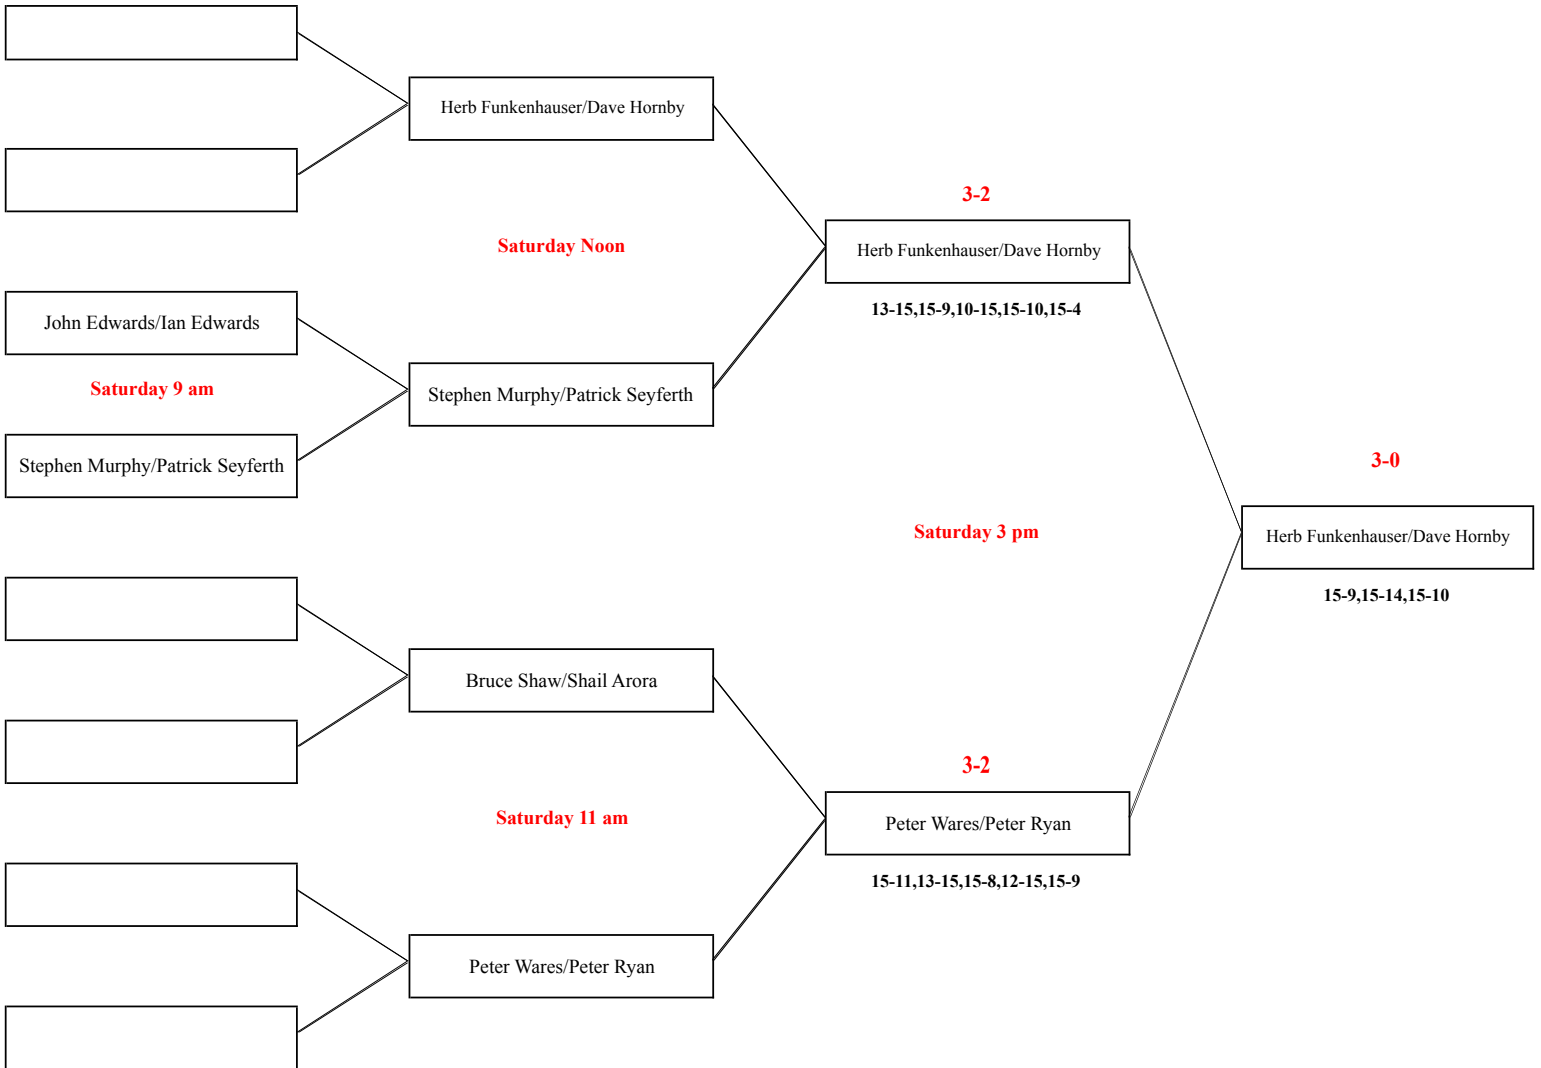 Herb Funkenhauser/Dave Hornby
3-2
Saturday Noon
Herb Funkenhauser/Dave Hornby
13-15,15-9,10-15,15-10,15-4
John Edwards/Ian Edwards
Saturday 9 am
Stephen Murphy/Patrick Seyferth
Stephen Murphy/Patrick Seyferth
3-0
Saturday 3 pm
Herb Funkenhauser/Dave Hornby
15-9,15-14,15-10
Bruce Shaw/Shail Arora
3-2
Saturday 11 am
Peter Wares/Peter Ryan
15-11,13-15,15-8,12-15,15-9
Peter Wares/Peter Ryan